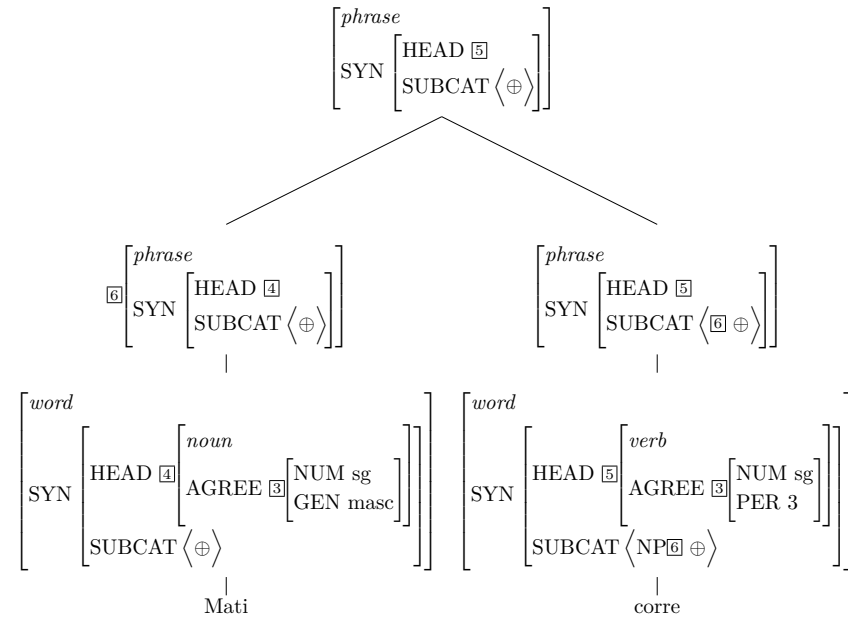 phrase
HEAD 5
SYN
SUBCAT ⟨⊕⟩
6 phrase
HEAD 4
SYN
SUBCAT ⟨⊕⟩
phrase
HEAD 5
SYN
SUBCAT ⟨6 ⊕⟩
word
noun
HEAD 4
AGREE 3
NUM sg
GEN masc
SYN
SUBCAT ⟨⊕⟩
Mati
word
verb
HEAD 5
AGREE 3
NUM sg
PER 3
SYN
SUBCAT ⟨NP6 ⊕⟩
corre